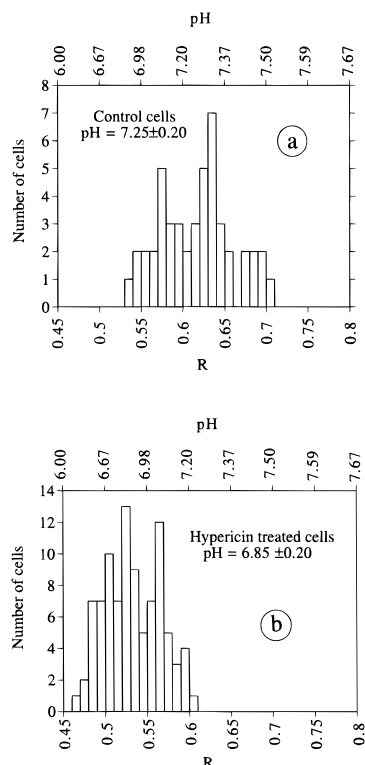 pH
6.00 6.67 6.98 7.20 7.37 7.50 7.59 7.67
8
7
6
5
4
3
2
1
0
Number of cells
Control cells
pH = 7.25±0.20
a
0.45 0.5 0.55 0.6 0.65 0.7 0.75 0.8
R
pH
6.00 6.67 6.98 7.20 7.37 7.50 7.59 7.67
14
12
10
8
6
4
2
0
Number of cells
Hypericin treated cells
pH = 6.85 ±0.20
b
0.45 0.5 0.55 0.6 0.65 0.7 0.75 0.8
R